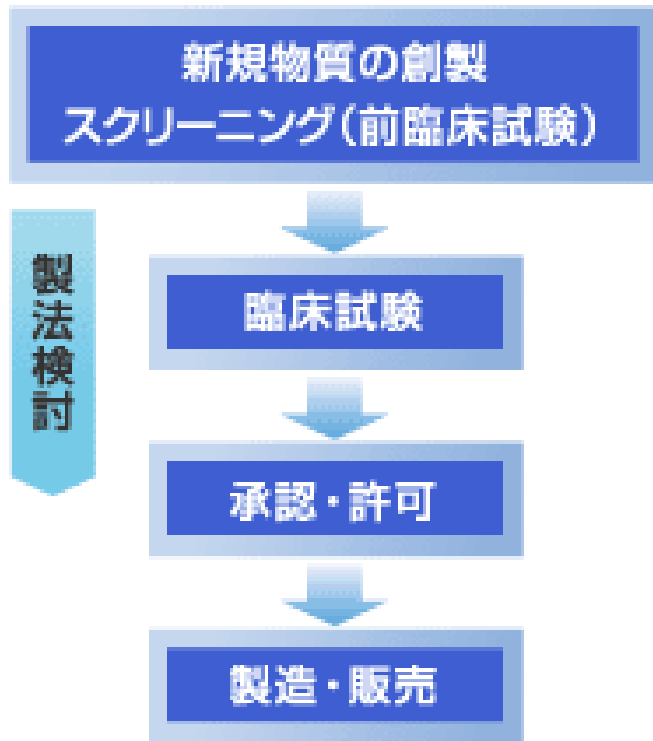 新規物質の創製
スクリーニング（前臨床試験）
製法検討
臨床試験
承認・許可
製造・販売